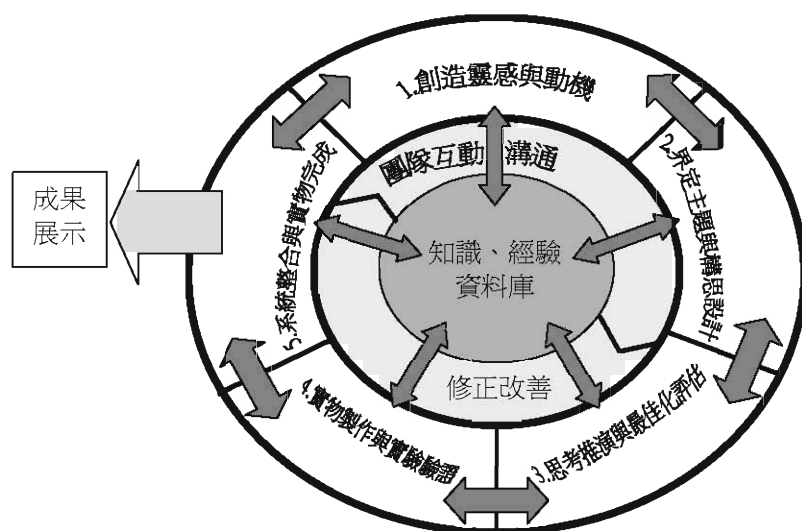 1.創造靈感與動機
2.界定主題與構思設計
3.思考推演與最佳化評估
4.實物製作與實驗驗證
5.系統整合與實物完成
團隊互動 溝通
知識、經驗
資料庫
修正改善
成果
展示